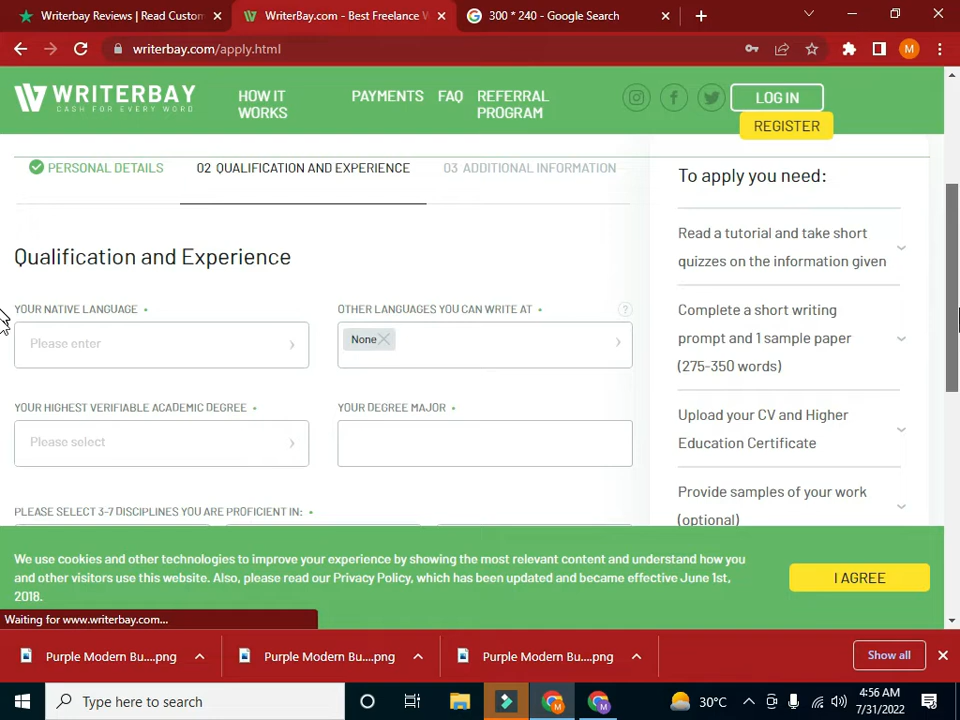 Writerbay Reviews | Read Custom
WriterBay.com - Best Freelance W
300 * 240 - Google Search
writerbay.com/apply.html
M
WRITERBAY
CASH FOR EVERY WORD
HOW IT WORKS
PAYMENTS
FAQ
REFERRAL PROGRAM
LOG IN
REGISTER
PERSONAL DETAILS
02 QUALIFICATION AND EXPERIENCE
03 ADDITIONAL INFORMATION
Qualification and Experience
YOUR NATIVE LANGUAGE
Please enter
OTHER LANGUAGES YOU CAN WRITE AT
?
None
YOUR HIGHEST VERIFIABLE ACADEMIC DEGREE
Please select
YOUR DEGREE MAJOR
PLEASE SELECT 3-7 DISCIPLINES YOU ARE PROFICIENT IN:
To apply you need:
Read a tutorial and take short
quizzes on the information given
Complete a short writing
prompt and 1 sample paper
(275-350 words)
Upload your CV and Higher
Education Certificate
Provide samples of your work
(optional)
We use cookies and other technologies to improve your experience by showing the most relevant content and understand how you
and other visitors use this website. Also, please read our Privacy Policy, which has been updated and became effective June 1st,
2018.
I AGREE
Waiting for www.writerbay.com...
Purple Modern Bu....png
Purple Modern Bu....png
Purple Modern Bu....png
Show all
Type here to search
30°C
4:56 AM
7/31/2022